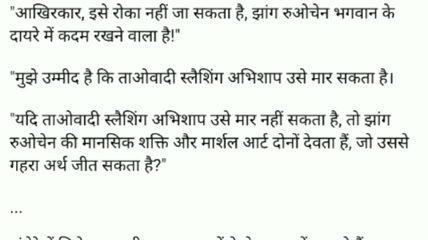 "आखिरकार, इसे रोका नहीं जा सकता है, झांग रुओचेन भगवान के
दायरे में कदम रखने वाला है!"
"मुझे उम्मीद है कि ताओवादी स्लैशिंग अभिशाप उसे मार सकता है।
"यदि ताओवादी स्लैशिंग अभिशाप उसे मार नहीं सकता है, तो झांग
रुओचेन की मानसिक शक्ति और मार्शल आर्ट दोनों देवता हैं, जो उससे
गहरा अर्थ जीत सकता है?"
...